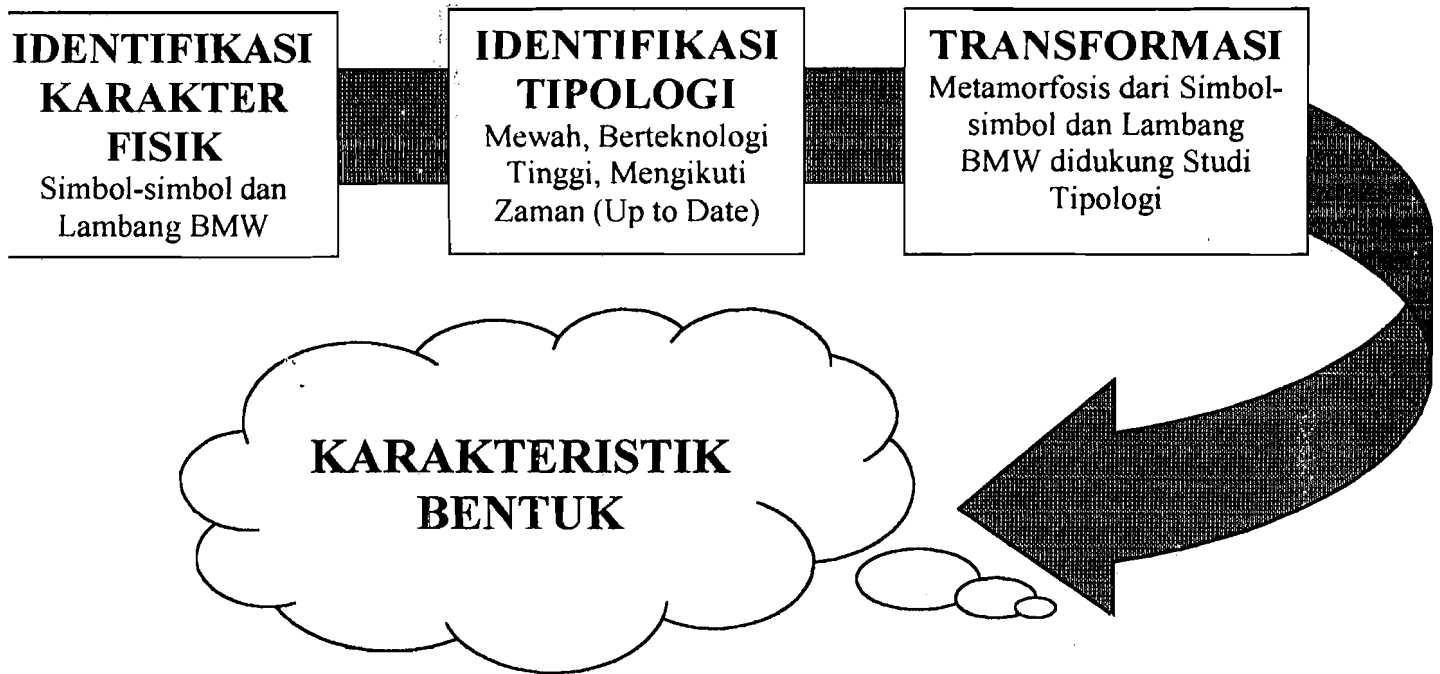 IDENTIFIKASI
KARAKTER
FISIK
Simbol-simbol dan
Lambang BMW
IDENTIFIKASI
TIPOLOGI
Mewah, Berteknologi
Tinggi, Mengikuti
Zaman (Up to Date)
TRANSFORMASI
Metamorfosis dari Simbol-
simbol dan Lambang
BMW didukung Studi
Tipologi
KARAKTERISTIK
BENTUK